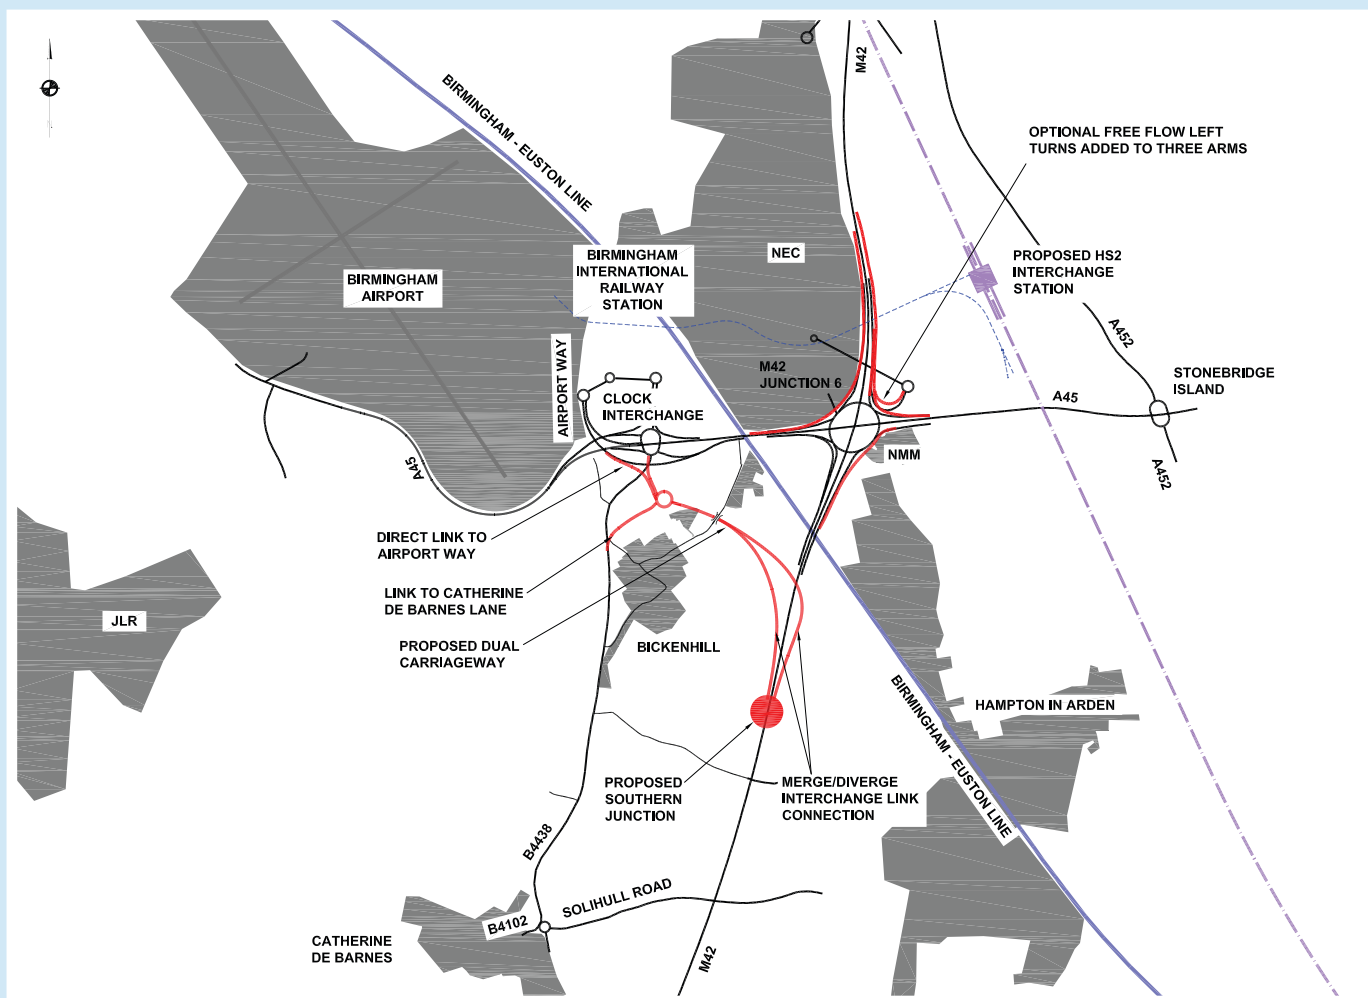 M42
BIRMINGHAM - EUSTON LINE
OPTIONAL FREE FLOW LEFT
TURNS ADDED TO THREE ARMS
BIRMINGHAM
AIRPORT
BIRMINGHAM
INTERNATIONAL
RAILWAY
STATION
NEC
PROPOSED HS2
INTERCHANGE
STATION
A452
AIRPORT WAY
M42
JUNCTION 6
CLOCK
INTERCHANGE
STONEBRIDGE
ISLAND
A45
A45
NMM
A452
DIRECT LINK TO
AIRPORT WAY
LINK TO CATHERINE
DE BARNES LANE
JLR
PROPOSED DUAL
CARRIAGEWAY
BICKENHILL
HAMPTON IN ARDEN
BIRMINGHAM - EUSTON LINE
PROPOSED
SOUTHERN
JUNCTION
MERGE/DIVERGE
INTERCHANGE LINK
CONNECTION
B4438
SOLIHULL ROAD
B4102
CATHERINE
DE BARNES
M42